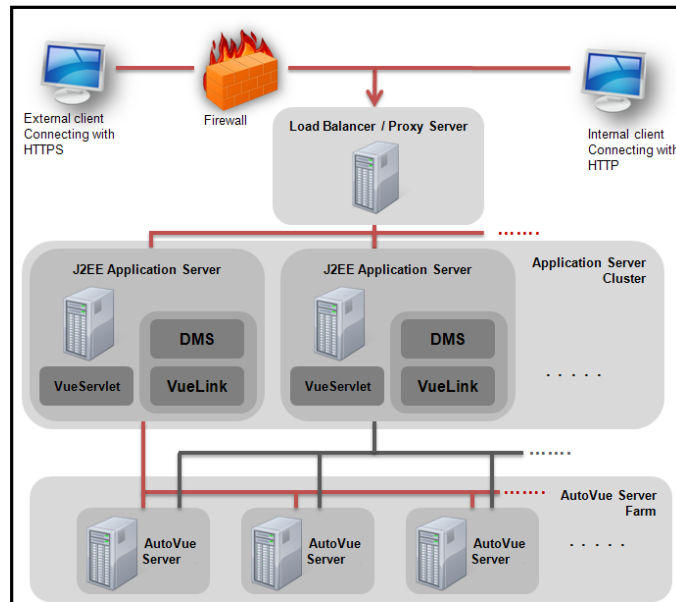 External client
Connecting with
HTTPS
Firewall
Internal client
Connecting with
HTTP
Load Balancer / Proxy Server
J2EE Application Server
J2EE Application Server
Application Server
Cluster
DMS
DMS
VueServlet
VueLink
VueServlet
VueLink
AutoVue Server
Farm
AutoVue
Server
AutoVue
Server
AutoVue
Server